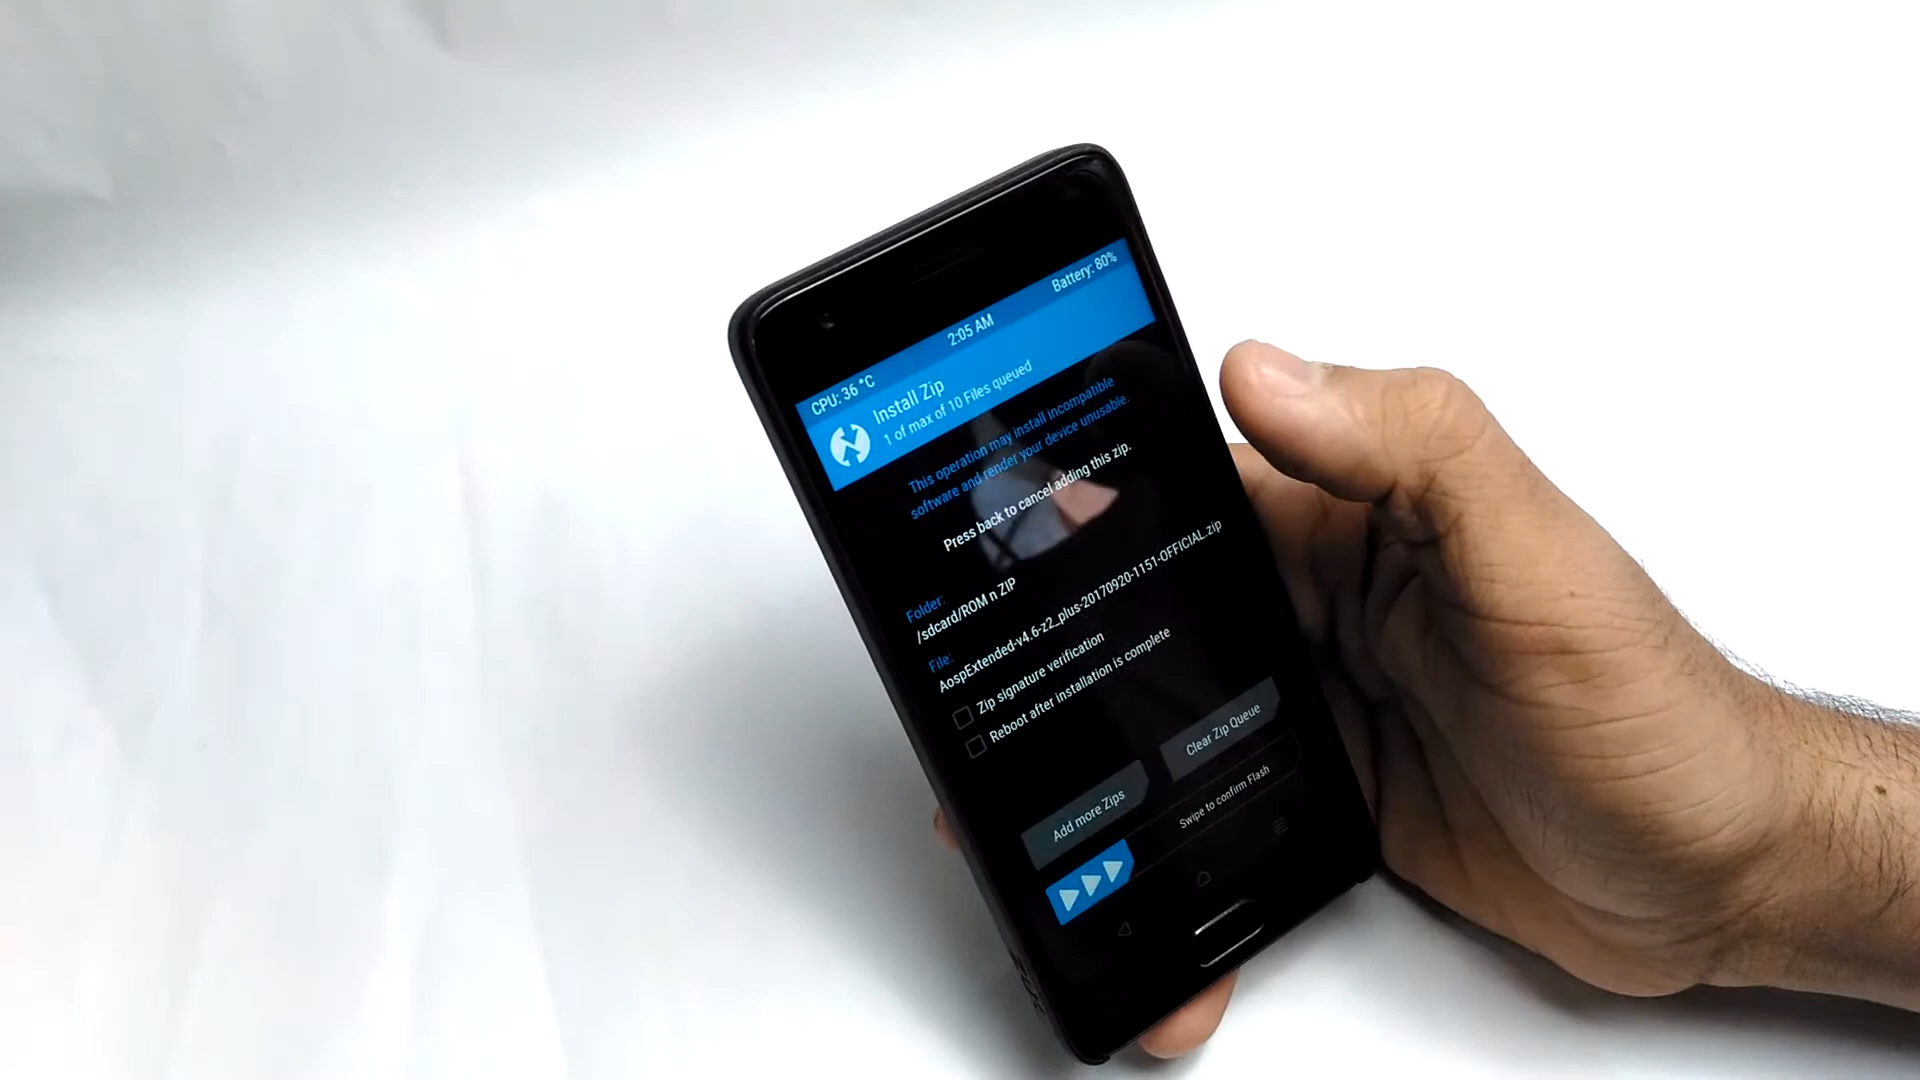 Battery: 80%
2:05 AM
CPU: 36 °C
Install Zip
1 of max of 10 Files queued
This operation may install incompatible
software and render your device unusable.
Press back to cancel adding this zip.
Folder:
/sdcard/ROM n ZIP
File:
AospExtended-v4.6-z2_plus-20170920-1151-OFFICIAL.zip
Zip signature verification
Reboot after installation is complete
Clear Zip Queue
Add more Zips
Swipe to confirm Flash